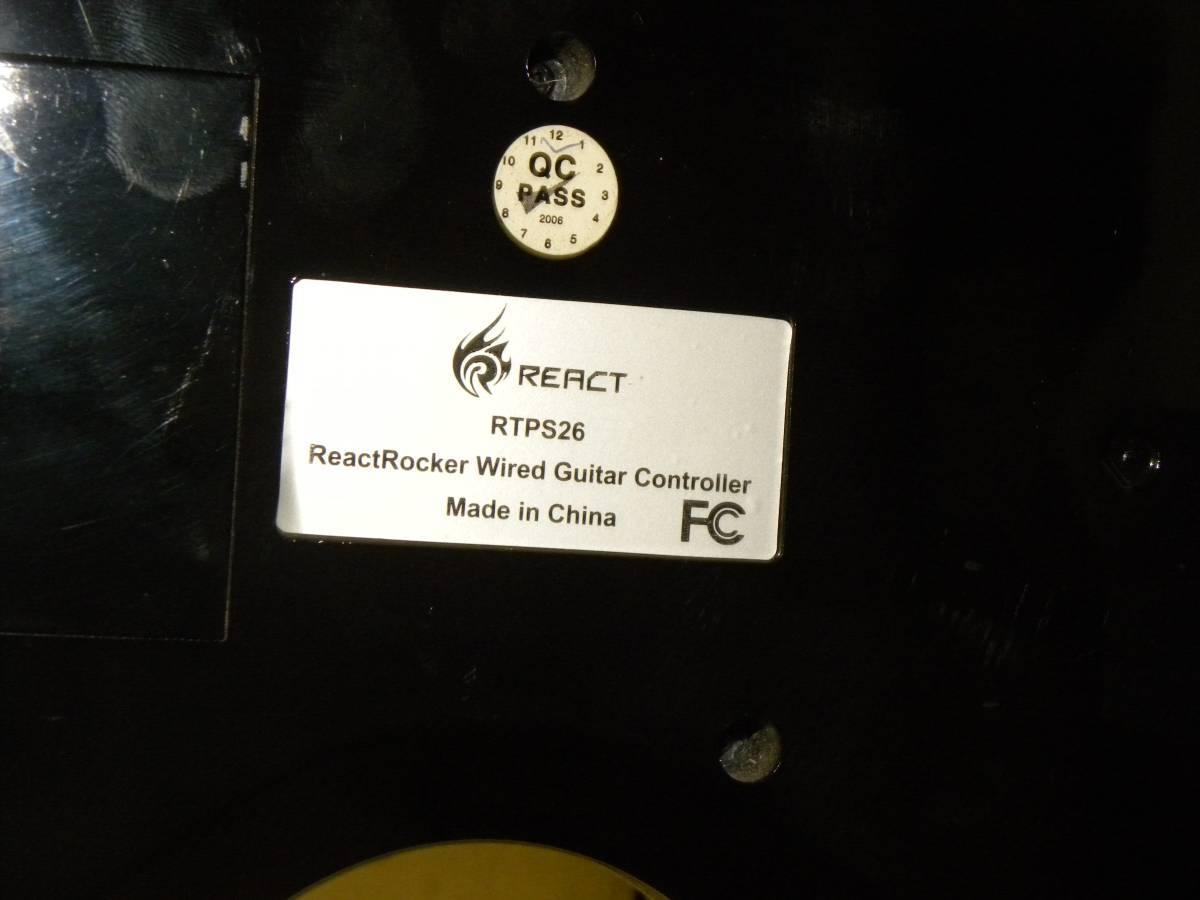 11 12 1
10 2
9 3
8 4
7 6 5
QC
PASS
2006
REACT
RTPS26
ReactRocker Wired Guitar Controller
Made in China
FC